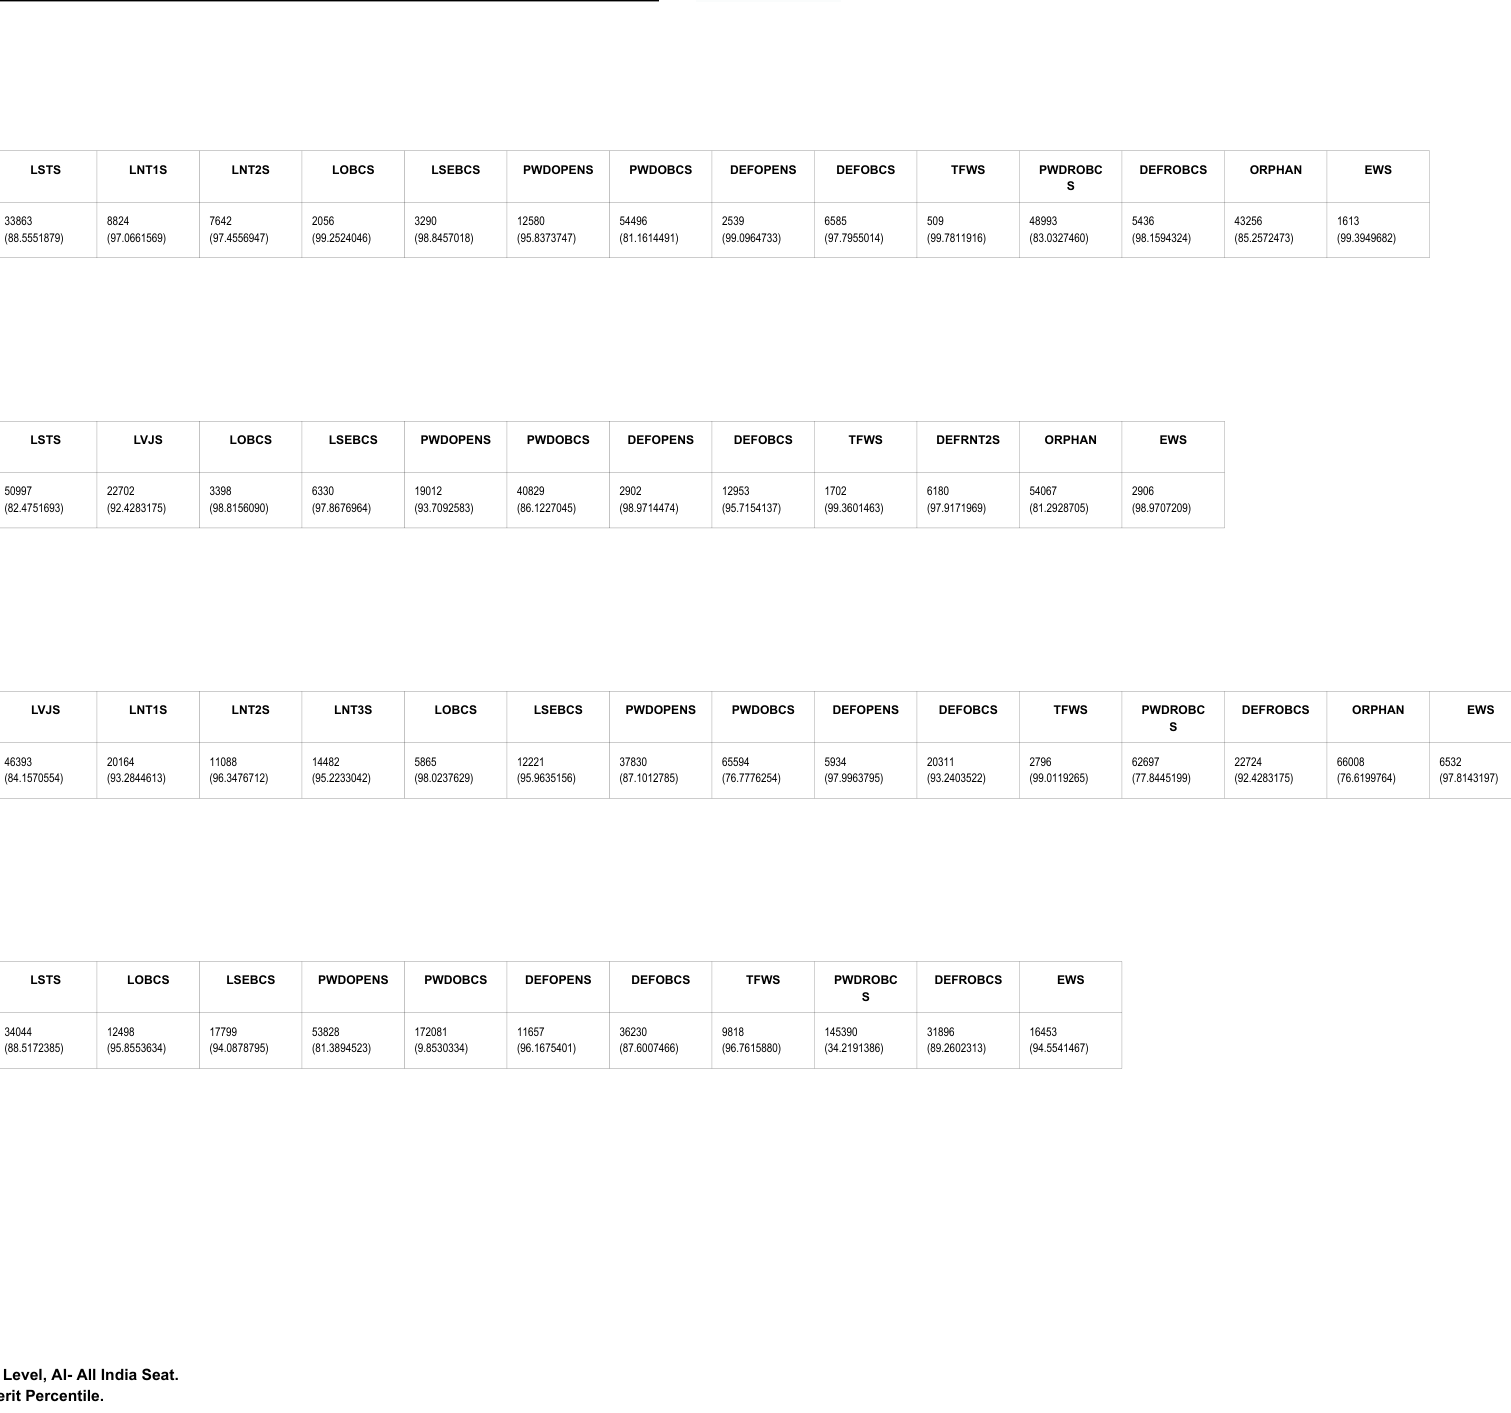 LSTS LNT1S LNT2S LOBCS LSEBCS PWDOPENS PWDOBCS DEFOPENS DEFOBCS TFWS PWDROBC DEFROBCS ORPHAN EWS
S
33863 8824 7642 2056 3290 12580 54496 2539 6585 509 48993 5436 43256 1613
(88.5551879) (97.0661569) (97.4556947) (99.2524046) (98.8457018) (95.8373747) (81.1614491) (99.0964733) (97.7955014) (99.7811916) (83.0327460) (98.1594324) (85.2572473) (99.3949682)
LSTS LVJS LOBCS LSEBCS PWDOPENS PWDOBCS DEFOPENS DEFOBCS TFWS DEFRNT2S ORPHAN EWS
50997 22702 3398 6330 19012 40829 2902 12953 1702 6180 54067 2906
(82.4751693) (92.4283175) (98.8156090) (97.8676964) (93.7092583) (86.1227045) (98.9714474) (95.7154137) (99.3601463) (97.9171969) (81.2928705) (98.9707209)
LVJS LNT1S LNT2S LNT3S LOBCS LSEBCS PWDOPENS PWDOBCS DEFOPENS DEFOBCS TFWS PWDROBC DEFROBCS ORPHAN EWS
S
46393 20164 11088 14482 5865 12221 37830 65594 5934 20311 2796 62697 22724 66008 6532
(84.1570554) (93.2844613) (96.3476712) (95.2233042) (98.0237629) (95.9635156) (87.1012785) (76.7776254) (97.9963795) (93.2403522) (99.0119265) (77.8445199) (92.4283175) (76.6199764) (97.8143197)
LSTS LOBCS LSEBCS PWDOPENS PWDOBCS DEFOPENS DEFOBCS TFWS PWDROBC DEFROBCS EWS
S
34044 12498 17799 53828 172081 11657 36230 9818 145390 31896 16453
(88.5172385) (95.8553634) (94.0878795) (81.3894523) (9.8530334) (96.1675401) (87.6007466) (96.7615880) (34.2191386) (89.2602313) (94.5541467)
Level, AI- All India Seat.
erit Percentile.